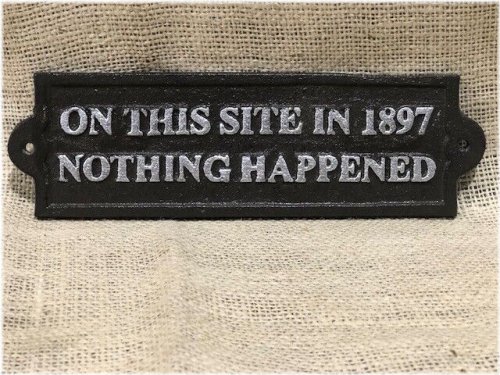 ON THIS SITE IN 1897
NOTHING HAPPENED